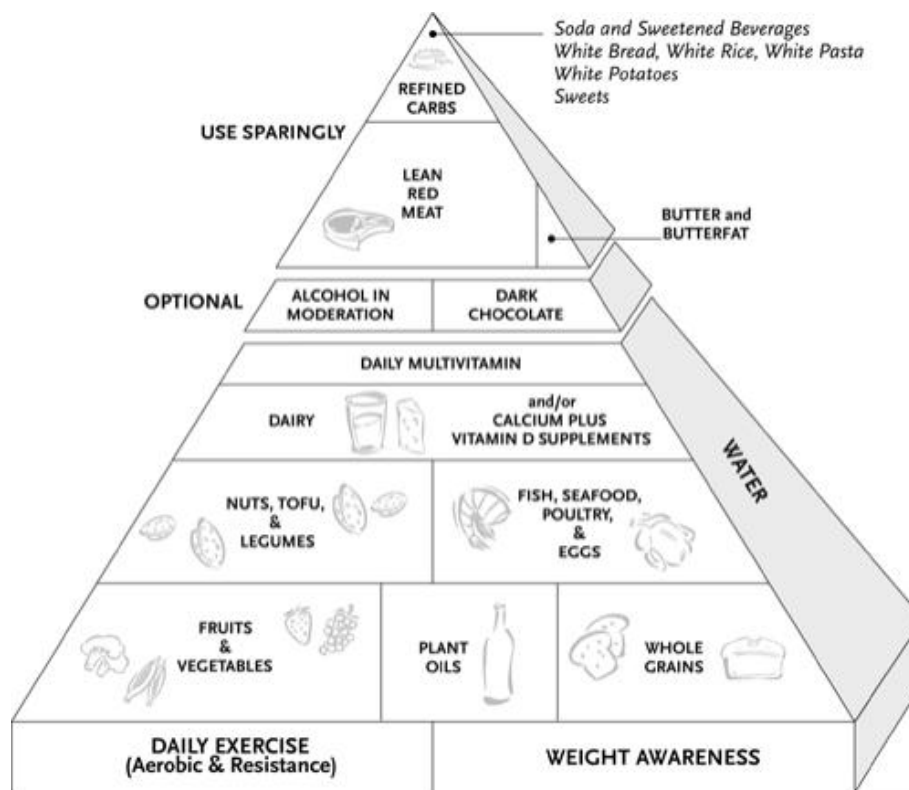 Soda and Sweetened Beverages
White Bread, White Rice, White Pasta
White Potatoes
Sweets
REFINED
CARBS
USE SPARINGLY
LEAN
RED
MEAT
BUTTER and
BUTTERFAT
OPTIONAL
ALCOHOL IN
MODERATION
DARK
CHOCOLATE
DAILY MULTIVITAMIN
DAIRY
and/or
CALCIUM PLUS
VITAMIN D SUPPLEMENTS
WATER
NUTS, TOFU,
&
LEGUMES
FISH, SEAFOOD,
POULTRY,
&
EGGS
FRUITS
&
VEGETABLES
PLANT
OILS
WHOLE
GRAINS
DAILY EXERCISE
(Aerobic & Resistance)
WEIGHT AWARENESS